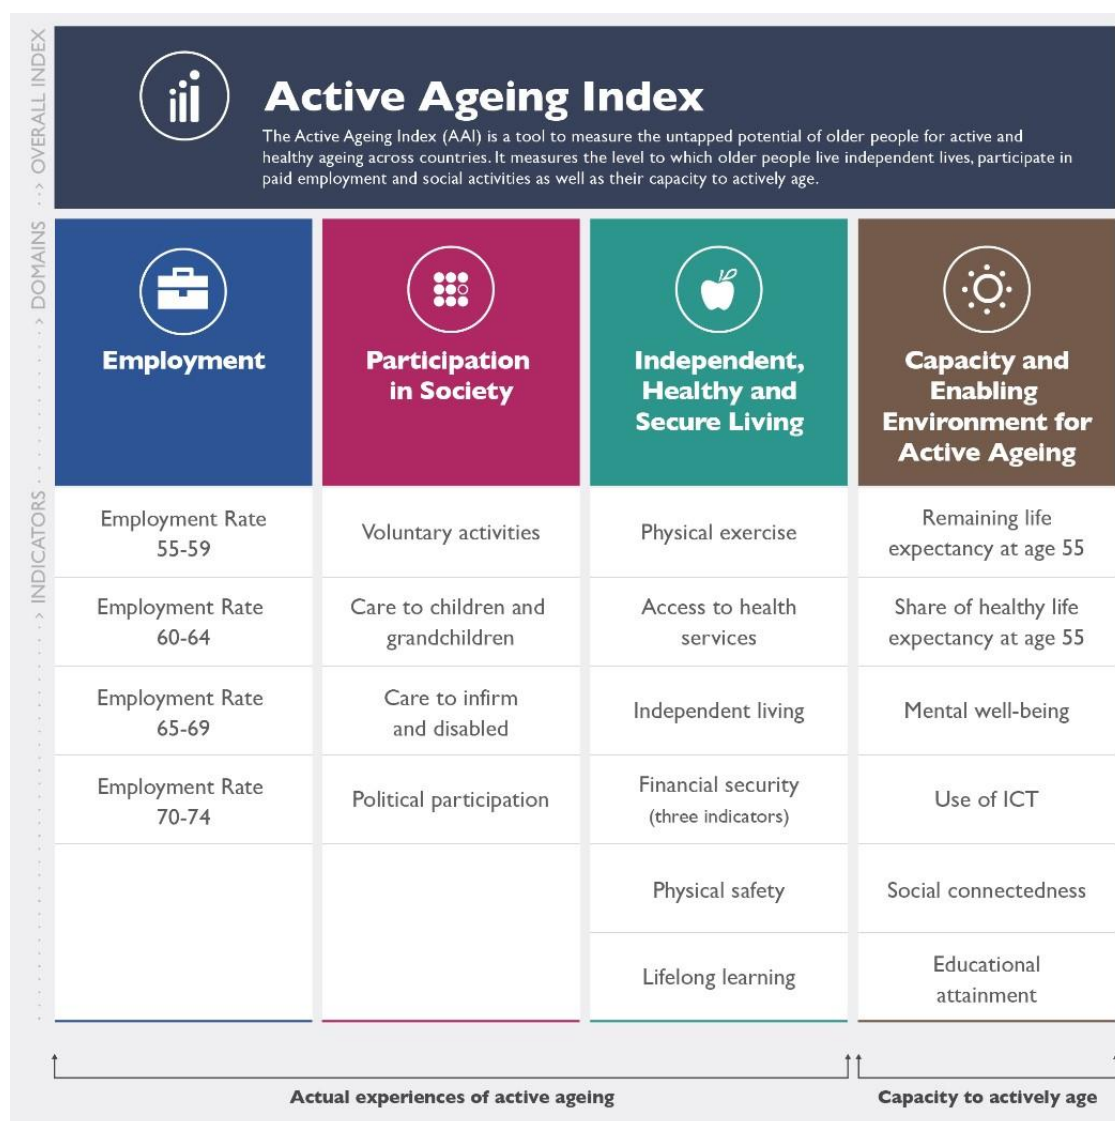 Active Ageing Index
The Active Ageing Index (AAI) is a tool to measure the untapped potential of older people for active and
healthy ageing across countries. It measures the level to which older people live independent lives, participate in
paid employment and social activities as well as their capacity to actively age.
OVERALL INDEX
DOMAINS
INDICATORS
Employment
Participation
in Society
Independent,
Healthy and
Secure Living
Capacity and
Enabling
Environment for
Active Ageing
Employment Rate
55-59
Voluntary activities
Physical exercise
Remaining life
expectancy at age 55
Employment Rate
60-64
Care to children and
grandchildren
Access to health
services
Share of healthy life
expectancy at age 55
Employment Rate
65-69
Care to infirm
and disabled
Independent living
Mental well-being
Employment Rate
70-74
Political participation
Financial security
(three indicators)
Use of ICT
Physical safety
Social connectedness
Lifelong learning
Educational
attainment
Actual experiences of active ageing
Capacity to actively age